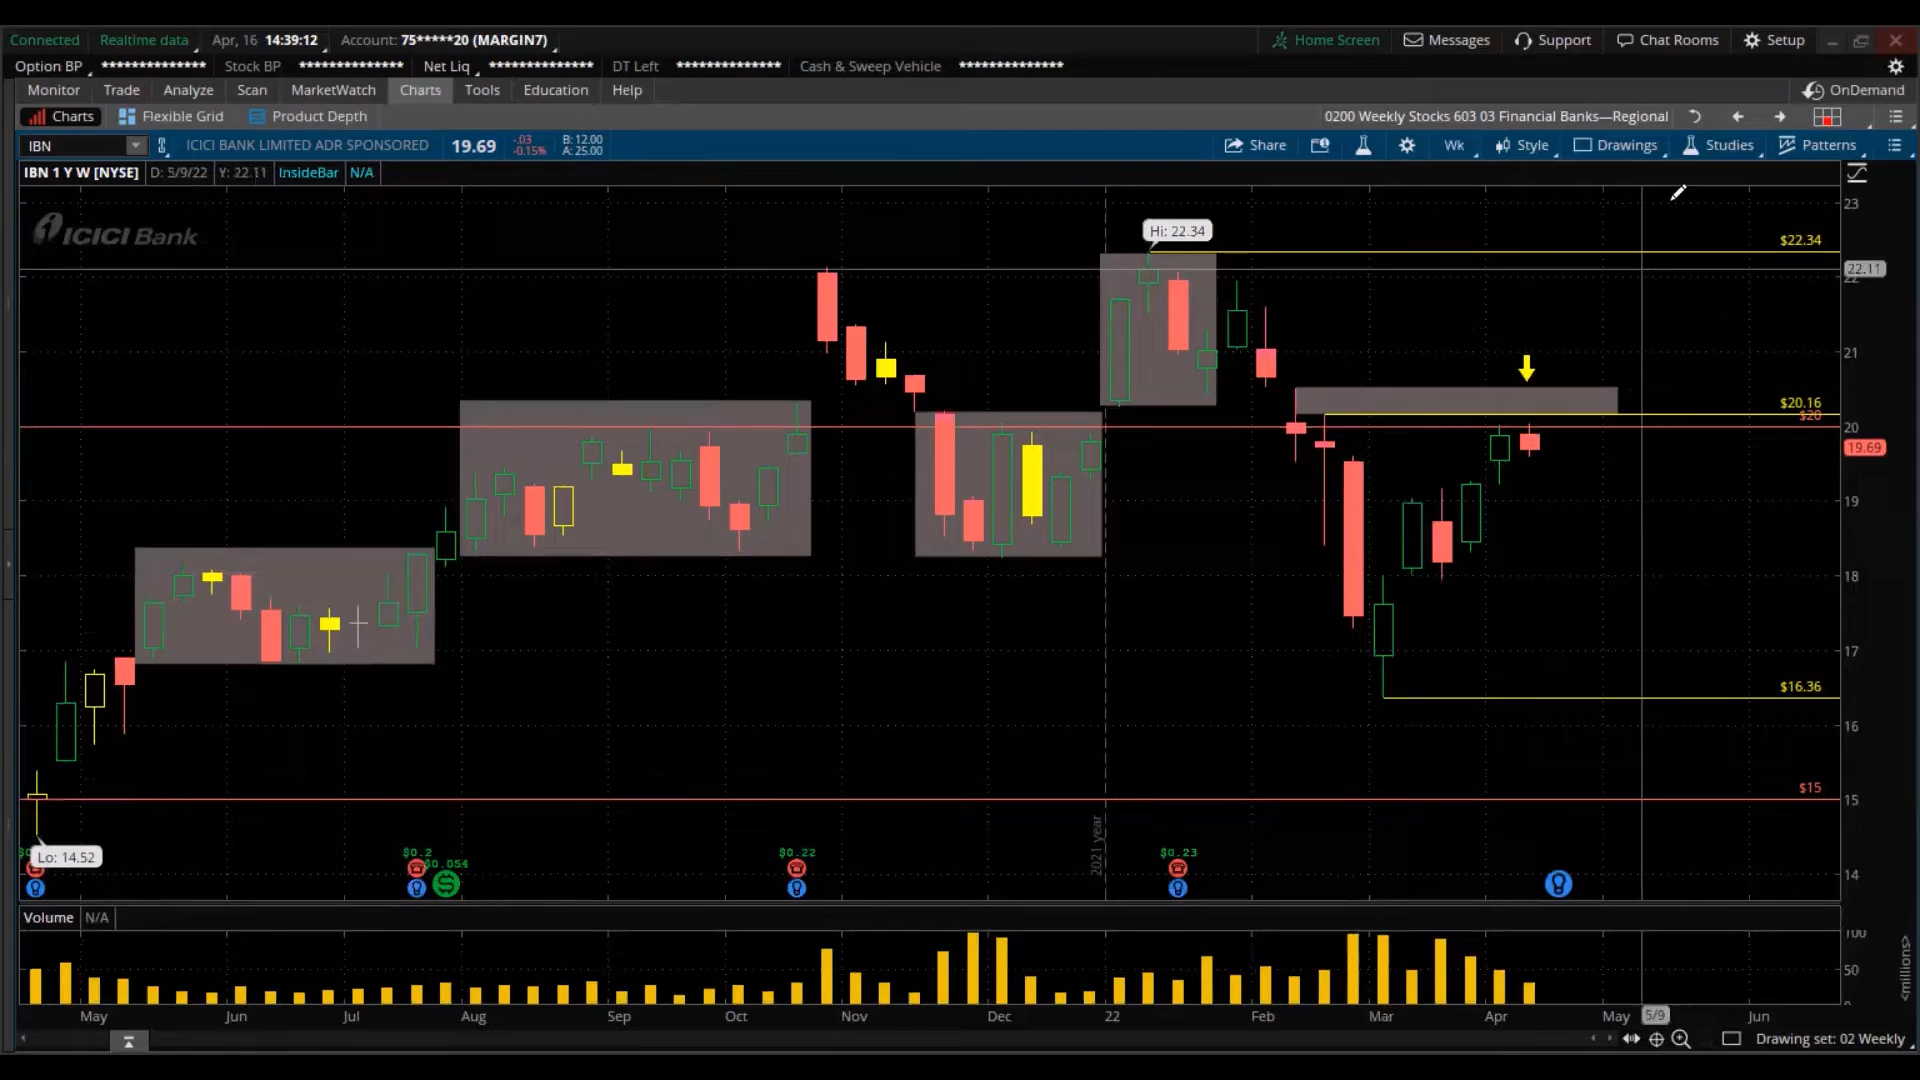 Connected Realtime data Apr, 16 14:39:12 Account: 75*****20 (MARGIN7) Home Screen Messages Support Chat Rooms Setup
Option BP ************** Stock BP ************** Net Liq ************** DT Left ************** Cash & Sweep Vehicle **************
Monitor Trade Analyze Scan MarketWatch Charts Tools Education Help OnDemand
Charts Flexible Grid Product Depth 0200 Weekly Stocks 603 03 Financial Banks—Regional
IBN ICICI BANK LIMITED ADR SPONSORED 19.69 -.03 -0.15% B: 12.00 A: 25.00 Share Wk Style Drawings Studies Patterns
IBN 1 Y W [NYSE] D: 5/9/22 Y: 22.11 InsideBar N/A
23
ICICI Bank
Hi: 22.34
$22.34
22.11
22
21
$20.16
$20
20
19.69
19
18
17
$16.36
16
$15
15
2021 year
Lo: 14.52
$0.2
$0.054
$0.22
$0.23
14
Volume N/A
100
50
0
<millions>
May Jun Jul Aug Sep Oct Nov Dec 22 Feb Mar Apr May 5/9 Jun
Drawing set: 02 Weekly